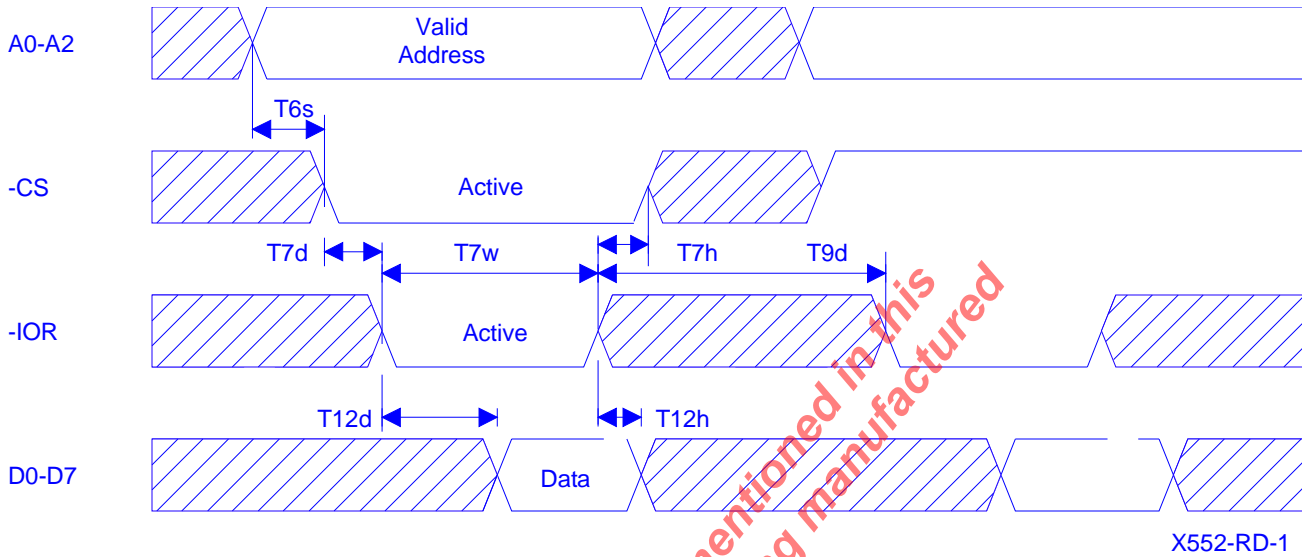 A0-A2
Valid
Address
T6s
-CS
Active
T7d
T7w
T7h
T9d
-IOR
Active
T12d
T12h
D0-D7
Data
mentioned in this
manufactured
X552-RD-1